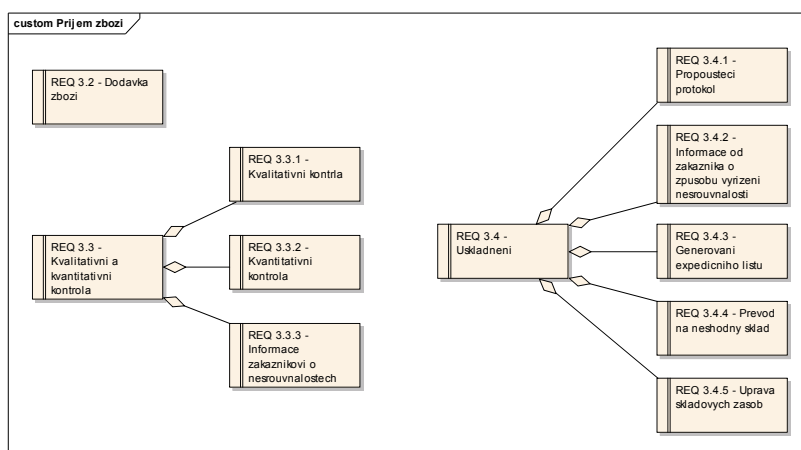 custom Prijem zbozi
REQ 3.2 - Dodavka
zbozi
REQ 3.3.1 -
Kvalitativni kontrla
REQ 3.3 -
Kvalitativni a
kvantitativni
kontrola
REQ 3.3.2 -
Kvantitativni
kontrola
REQ 3.3.3 -
Informace
zakaznikovi o
nesrouvnalostech
REQ 3.4 -
Uskladneni
REQ 3.4.1 -
Propousteci
protokol
REQ 3.4.2 -
Informace od
zakaznika o
zpusobu vyrizeni
nesrouvnalosti
REQ 3.4.3 -
Generovani
expedicniho listu
REQ 3.4.4 - Prevod
na neshodny sklad
REQ 3.4.5 - Uprava
skladovych zasob